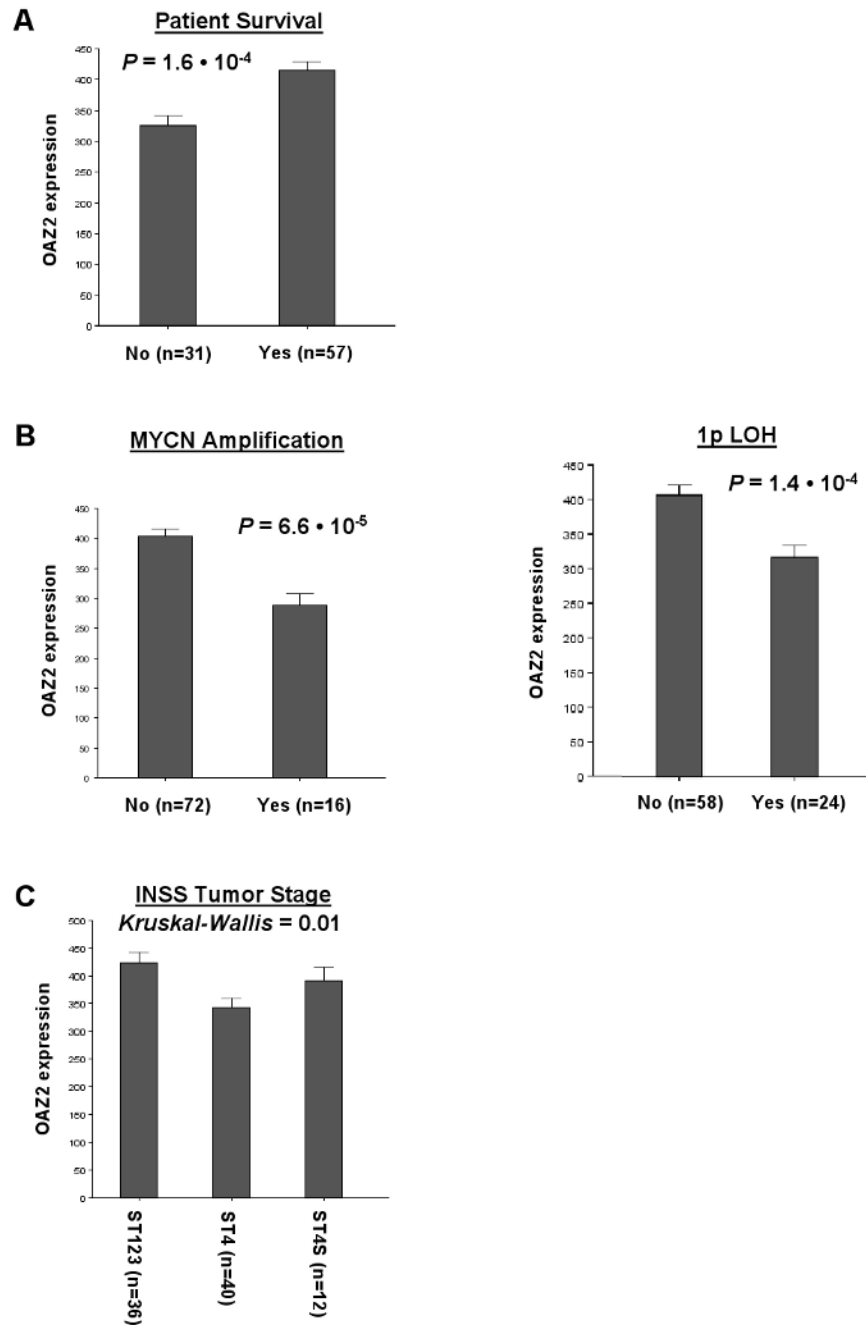 A
Patient Survival
P = 1.6 • 10-4
OAZ2 expression
450
400
350
300
250
200
150
100
50
0
No (n=31) Yes (n=57)
B
MYCN Amplification
P = 6.6 • 10-5
OAZ2 expression
450
400
350
300
250
200
150
100
50
0
No (n=72) Yes (n=16)
1p LOH
P = 1.4 • 10-4
OAZ2 expression
450
400
350
300
250
200
150
100
50
0
No (n=58) Yes (n=24)
C
INSS Tumor Stage
Kruskal-Wallis = 0.01
OAZ2 expression
500
450
400
350
300
250
200
150
100
50
0
ST123 (n=36)
ST4 (n=40)
ST4S (n=12)